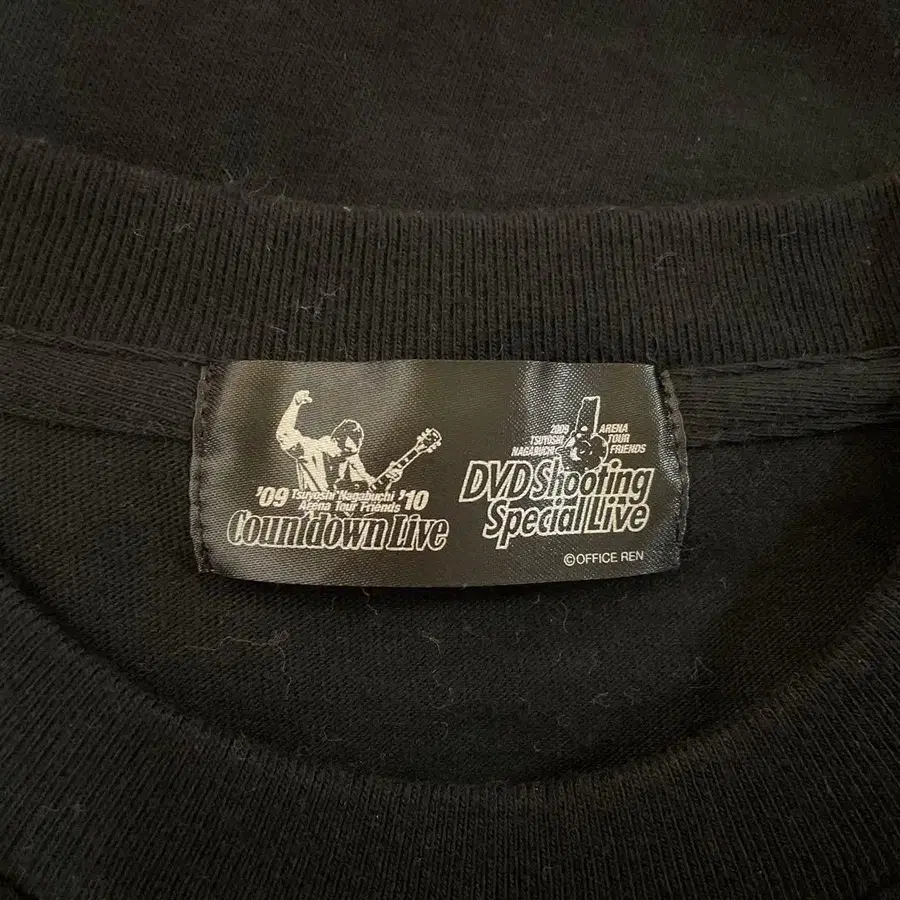 '09 Tsuyoshi Nagabuchi '10
Arena Tour Friends
Countdown Live
2009 ARENA
TSUYOSHI TOUR
NAGABUCHI FRIENDS
DVD Shooting
Special Live
©OFFICE REN